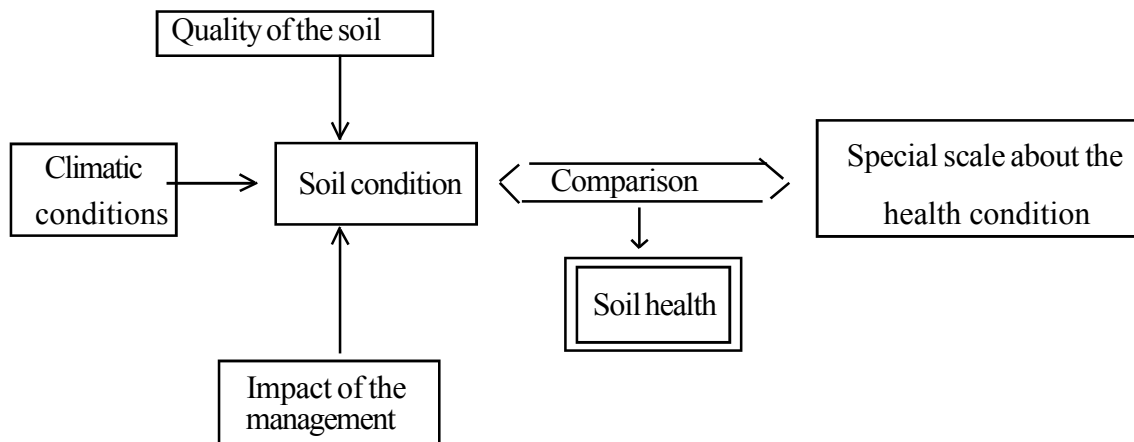 Quality of the soil
Climatic
conditions
Soil condition
Comparison
Special scale about the
health condition
Soil health
Impact of the
management